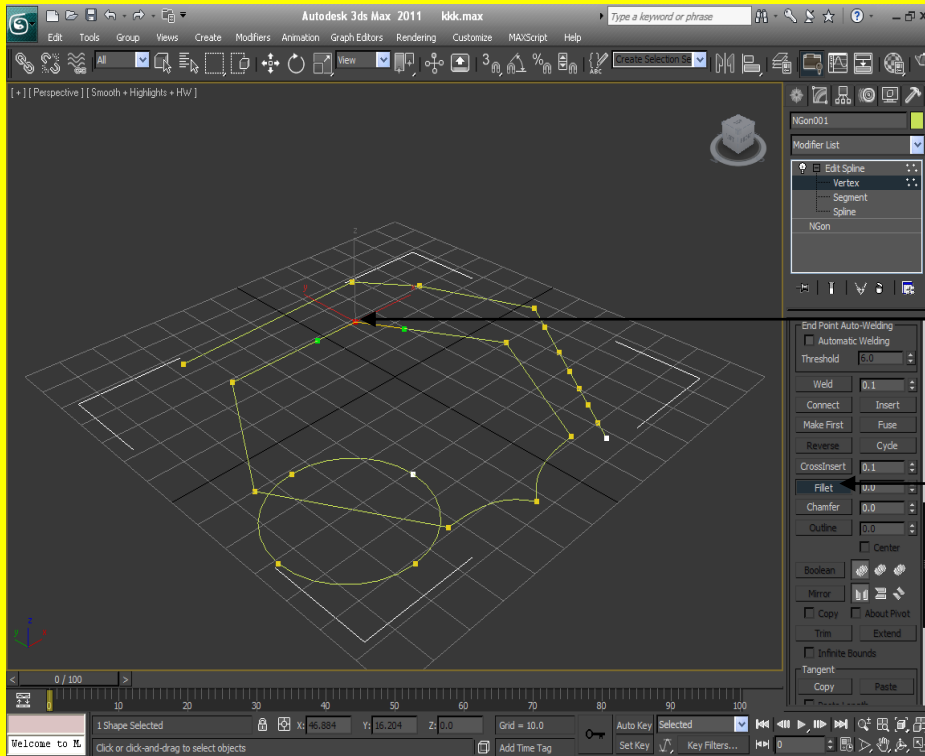 Autodesk 3ds Max 2011 kkk.max
Type a keyword or phrase
Edit Tools Group Views Create Modifiers Animation Graph Editors Rendering Customize MAXScript Help
All
View
3
Create Selection Se
[ + ] [ Perspective ] [ Smooth + Highlights + HW ]
NGon001
Modifier List
Edit Spline
Vertex
Segment
Spline
NGon
z
y
End Point Auto-Welding
Automatic Welding
Threshold 6.0
Weld 0.1
Connect Insert
Make First Fuse
Reverse Cycle
CrossInsert 0.1
Fillet 0.0
Chamfer 0.0
Outline 0.0
Center
Boolean
Mirror
Copy About Pivot
Trim Extend
Infinite Bounds
Tangent
Copy Paste
z
y
< 0 / 100 >
0 10 20 30 40 50 60 70 80 90 100
1 Shape Selected X: 46.884 Y: 16.204 Z: 0.0 Grid = 10.0 Auto Key Selected
Welcome to M Click or click-and-drag to select objects Add Time Tag Set Key Key Filters... 0